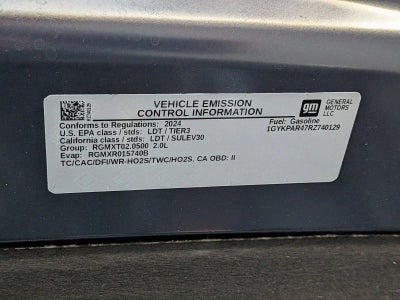 VEHICLE EMISSION
CONTROL INFORMATION
gm
GENERAL
MOTORS
LLC
Conforms to Regulations: 2024
Fuel: Gasoline
U.S. EPA class / stds: LDT / TIER3
1GYKPAR47RZ740129
California class / stds: LDT / SULEV30
Group: RGMXT02.0500 2.0L
Evap: RGMXR015740B
TC/CAC/DFI/WR-HO2S/TWC/HO2S, CA OBD: II